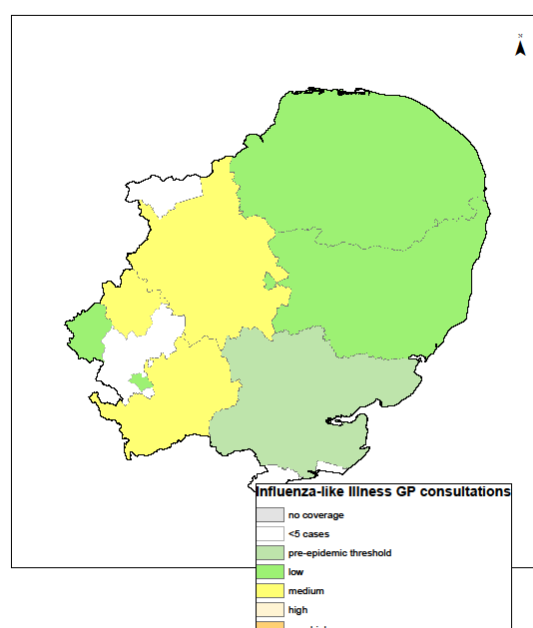 N
Influenza-like Illness GP consultations
no coverage
<5 cases
pre-epidemic threshold
low
medium
high